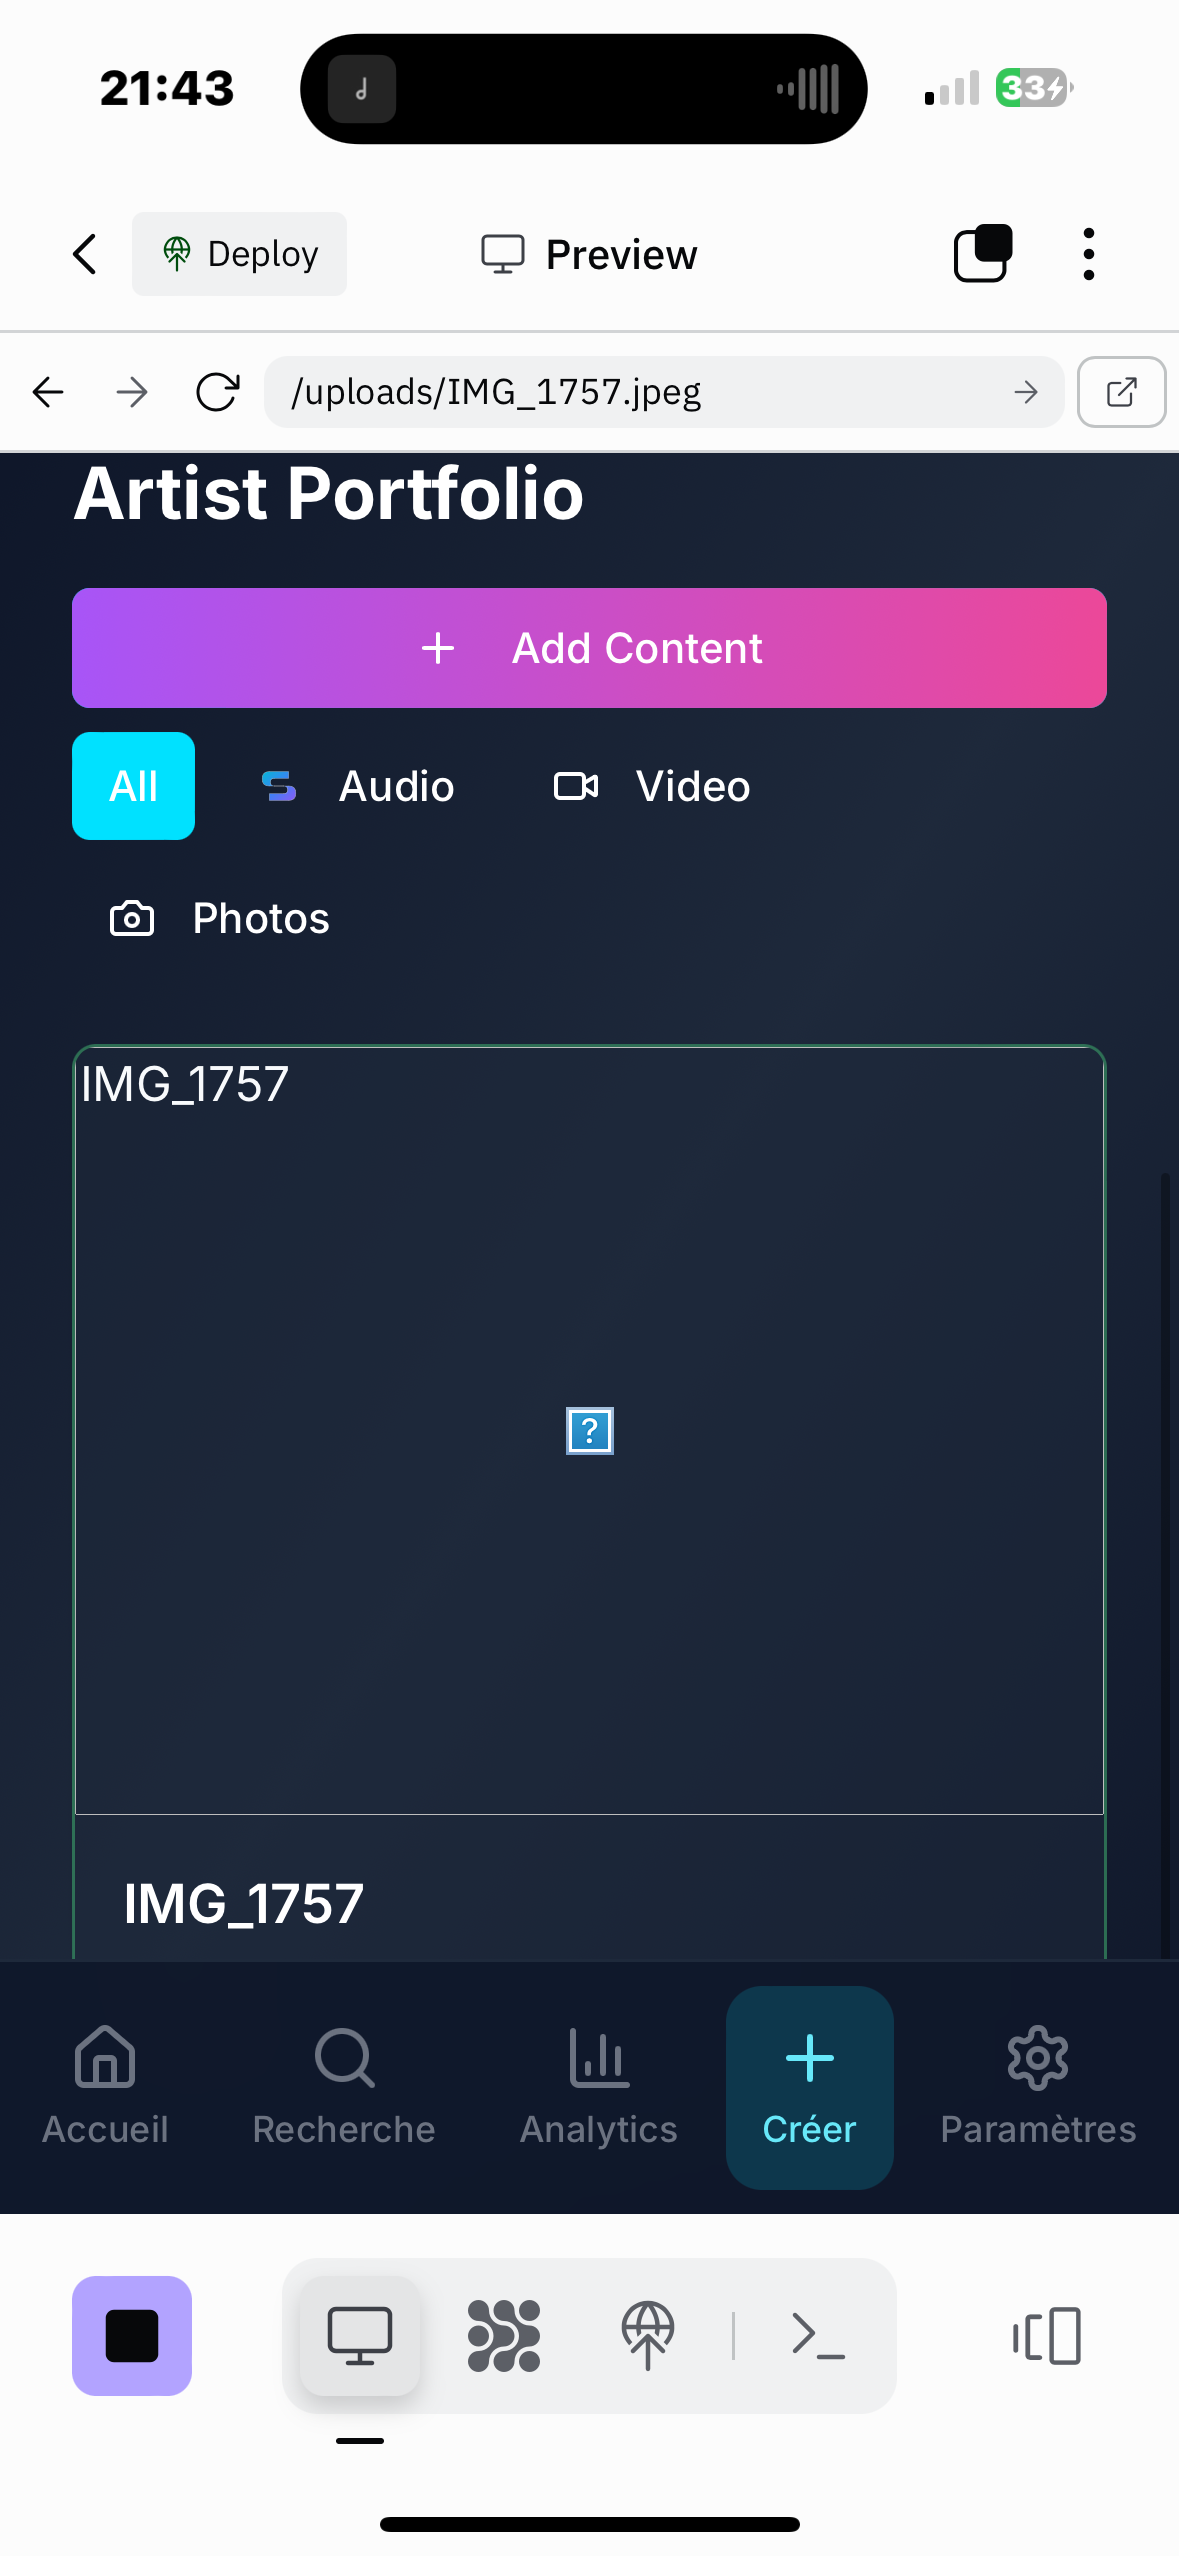 21:43
33
Deploy
Preview
/uploads/IMG_1757.jpeg
Artist Portfolio
Add Content
All
Audio
Video
Photos
IMG_1757
?
IMG_1757
Accueil
Recherche
Analytics
Créer
Paramètres